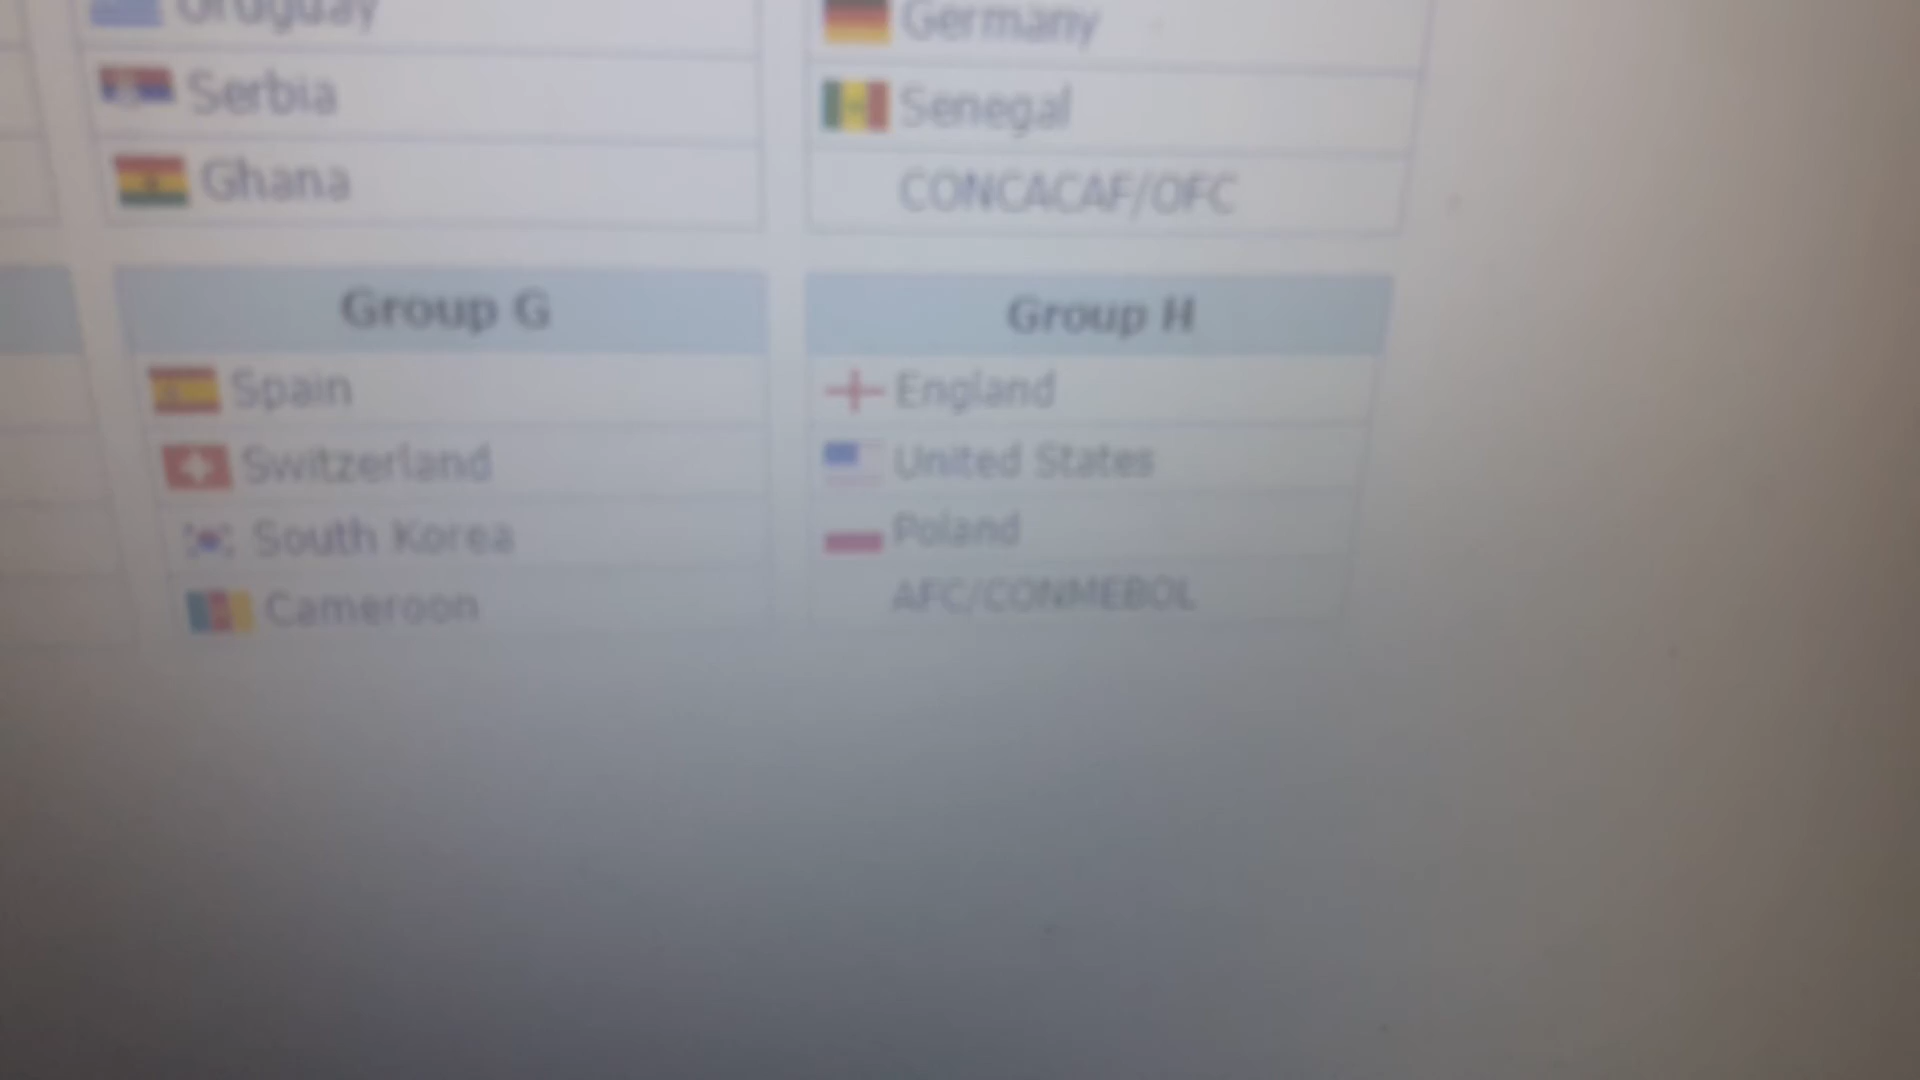 Uruguay
Serbia
Ghana
Germany
Senegal
CONCACAF/OFC
Group G
Spain
Switzerland
South Korea
Cameroon
Group H
England
United States
Poland
AFC/CONMEBOL